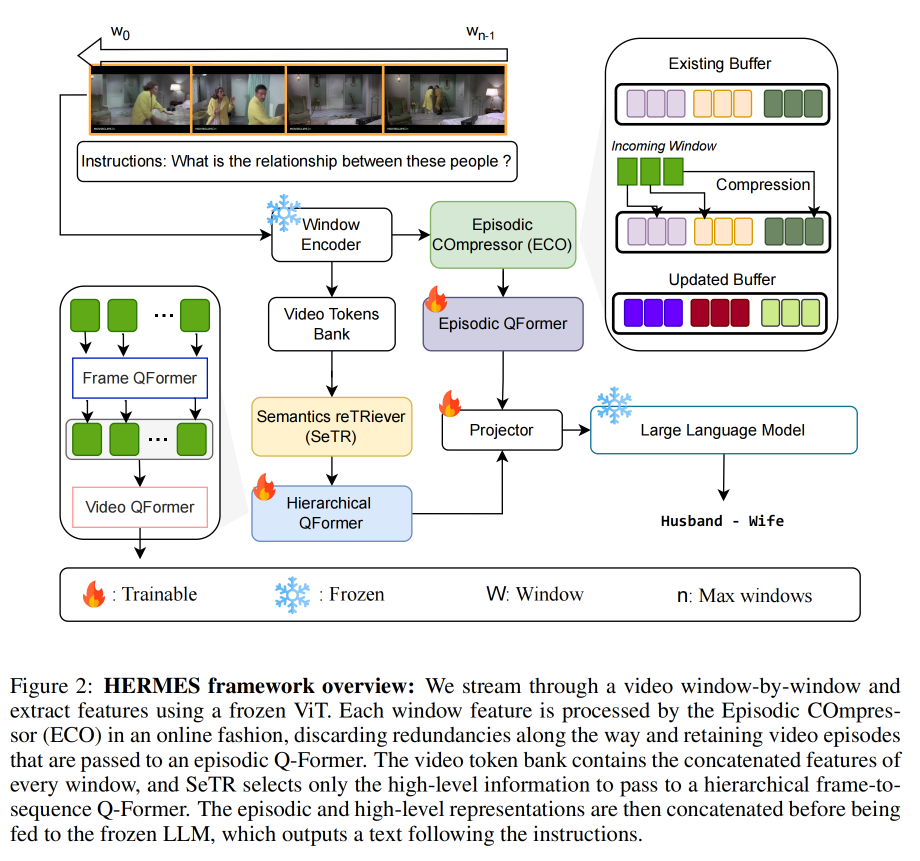 W0
Wn-1
Instructions: What is the relationship between these people ?
Existing Buffer
Incoming Window
Compression
Updated Buffer
Window
Encoder
Episodic
COmpressor (ECO)
Video Tokens
Bank
Episodic QFormer
Semantics reTRiever
(SeTR)
Projector
Large Language Model
Hierarchical
QFormer
Husband - Wife
...
Frame QFormer
...
Video QFormer
: Trainable
: Frozen
W: Window
n: Max windows
Figure 2: HERMES framework overview: We stream through a video window-by-window and
extract features using a frozen ViT. Each window feature is processed by the Episodic COmpres-
sor (ECO) in an online fashion, discarding redundancies along the way and retaining video episodes
that are passed to an episodic Q-Former. The video token bank contains the concatenated features of
every window, and SeTR selects only the high-level information to pass to a hierarchical frame-to-
sequence Q-Former. The episodic and high-level representations are then concatenated before being
fed to the frozen LLM, which outputs a text following the instructions.